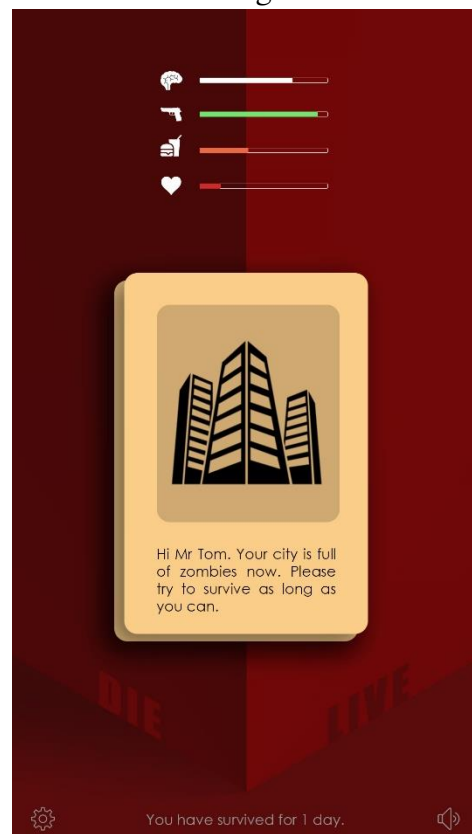 Hi Mr Tom. Your city is full
of zombies now. Please
try to survive as long as
you can.
DIE
LIVE
You have survived for 1 day.